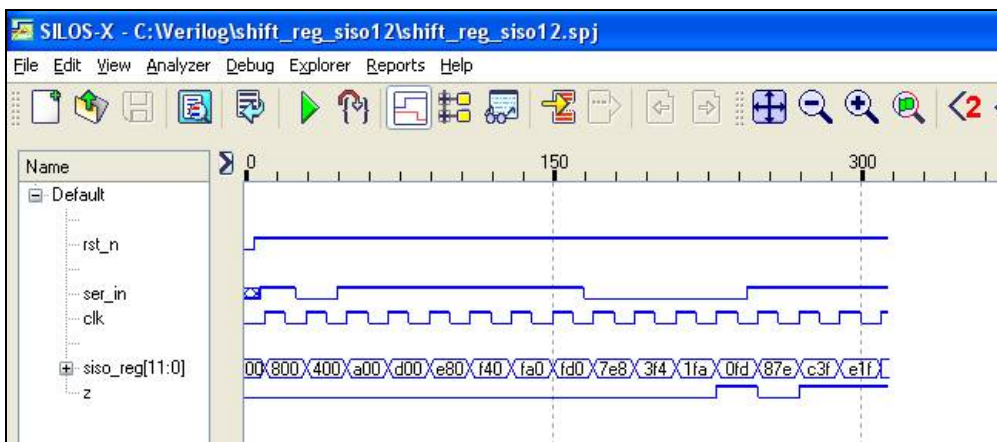 SILOS-X - C:\Verilog\shift_reg_siso12\shift_reg_siso12.spj
File Edit View Analyzer Debug Explorer Reports Help
2
Name
0 150 300
Default
rst_n
ser_in
clk
siso_reg[11:0] 00 800 400 a00 d00 e80 f40 fa0 fd0 7e8 3f4 1fa 0fd 87e c3f e1f
z